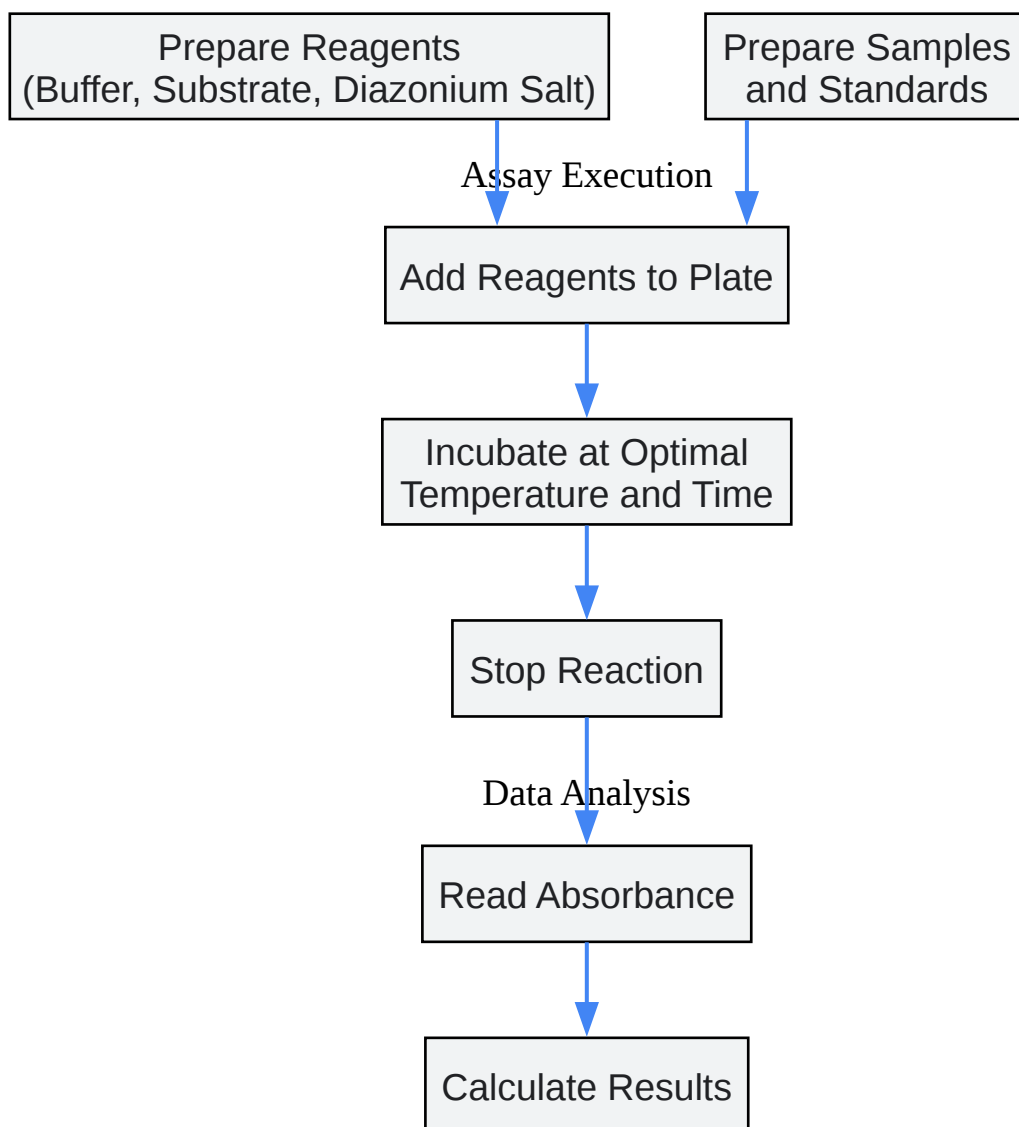 Prepare Reagents
(Buffer, Substrate, Diazonium Salt)
Prepare Samples
and Standards
Assay Execution
Add Reagents to Plate
Incubate at Optimal
Temperature and Time
Stop Reaction
Data Analysis
Read Absorbance
Calculate Results